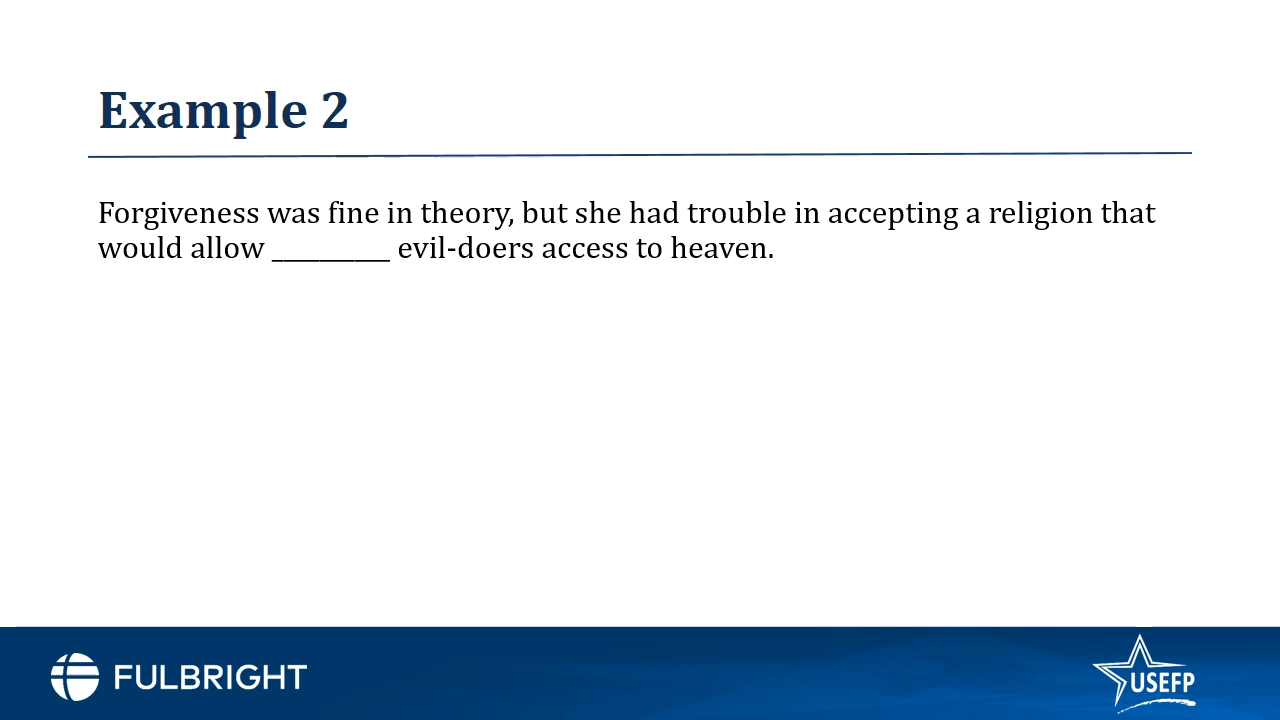 Example 2
Forgiveness was fine in theory, but she had trouble in accepting a religion that
would allow __________ evil-doers access to heaven.
FULBRIGHT
USEFP